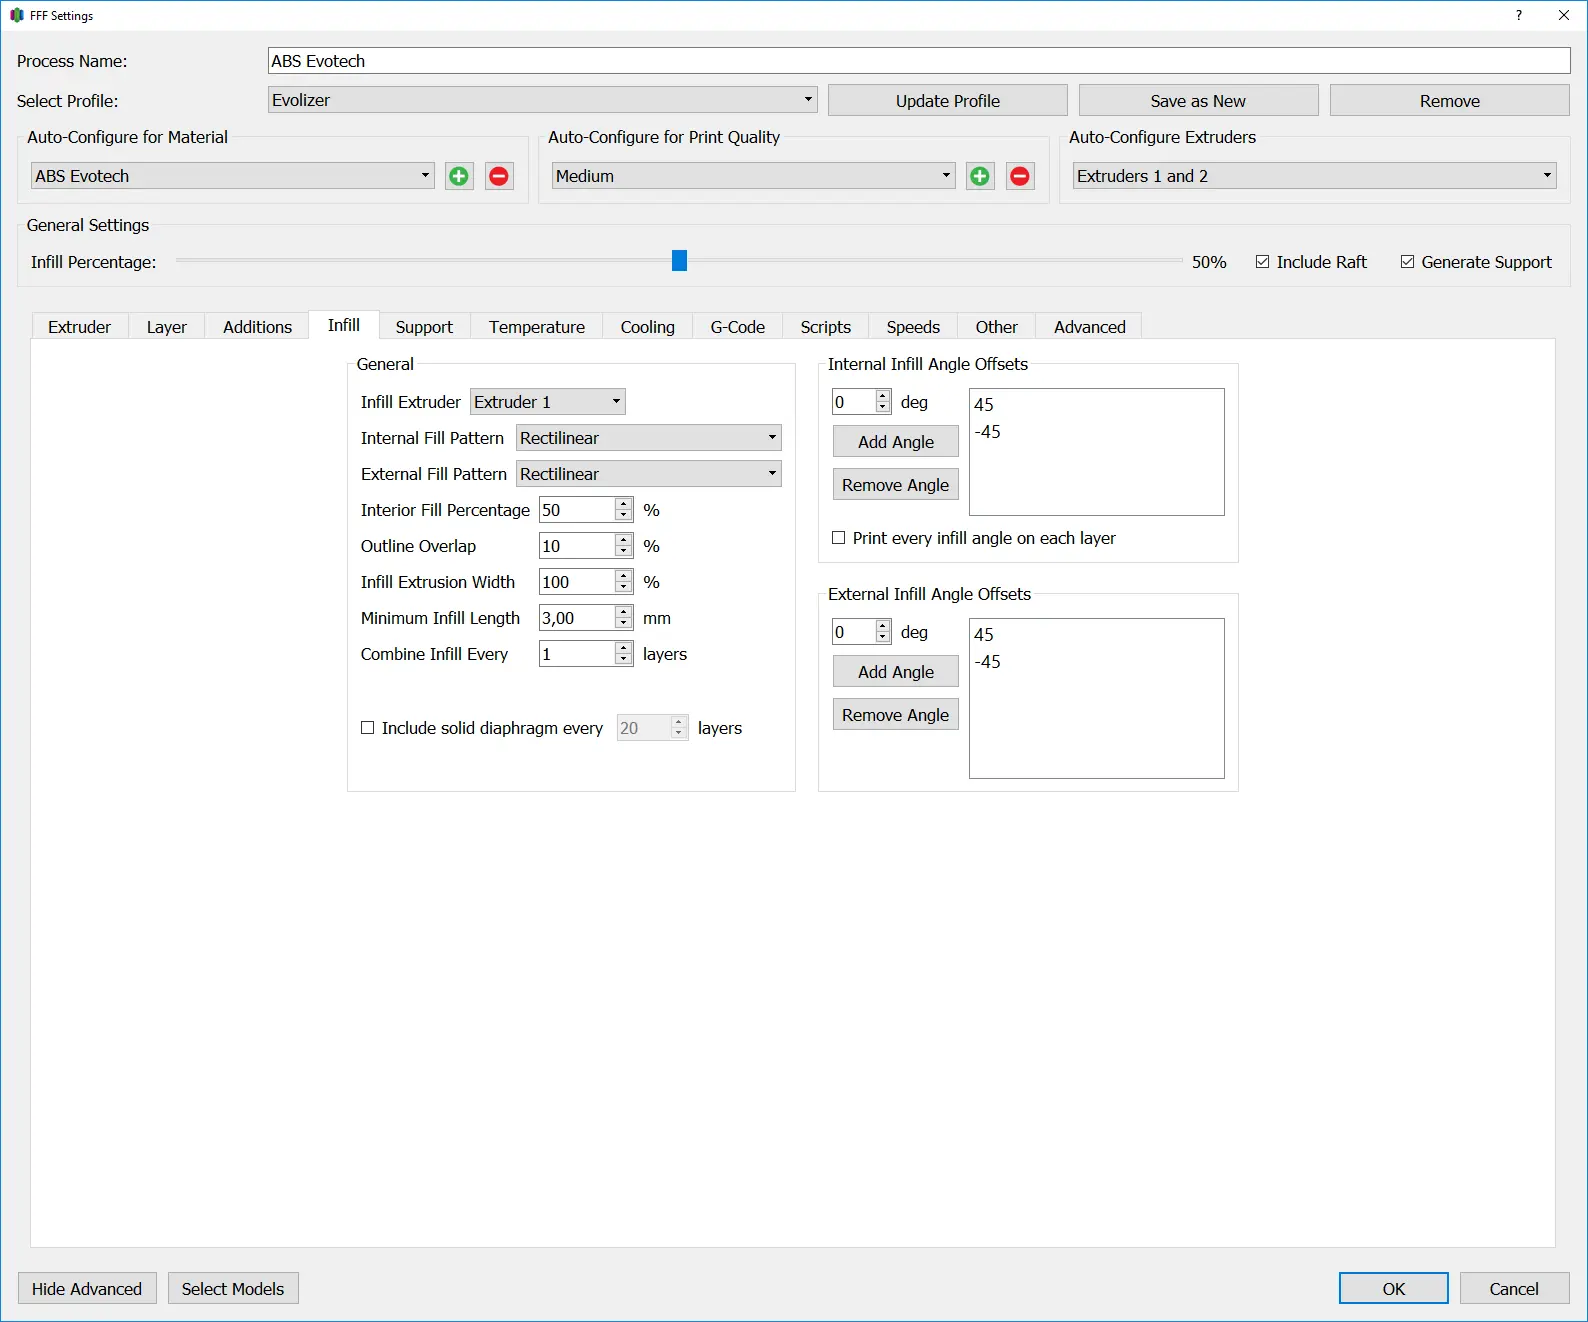 FFF Settings
?
Process Name: ABS Evotech
Select Profile: Evolizer Update Profile Save as New Remove
Auto-Configure for Material Auto-Configure for Print Quality Auto-Configure Extruders
ABS Evotech Medium Extruders 1 and 2
General Settings
Infill Percentage: 50% Include Raft Generate Support
Extruder Layer Additions Infill Support Temperature Cooling G-Code Scripts Speeds Other Advanced
General
Infill Extruder Extruder 1
Internal Fill Pattern Rectilinear
External Fill Pattern Rectilinear
Interior Fill Percentage 50 %
Outline Overlap 10 %
Infill Extrusion Width 100 %
Minimum Infill Length 3,00 mm
Combine Infill Every 1 layers
Include solid diaphragm every 20 layers
Internal Infill Angle Offsets
0 deg
Add Angle
Remove Angle
45
-45
Print every infill angle on each layer
External Infill Angle Offsets
0 deg
Add Angle
Remove Angle
45
-45
Hide Advanced Select Models OK Cancel